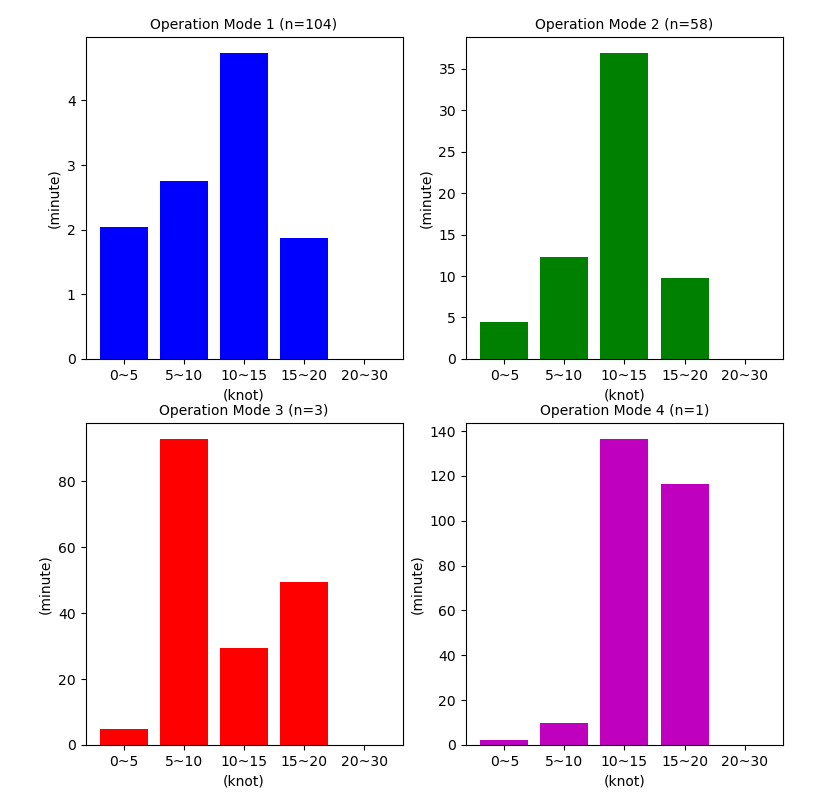 Operation Mode 1 (n=104)
(minute)
4
3
2
1
0
0~5 5~10 10~15 15~20 20~30
(knot)
Operation Mode 2 (n=58)
(minute)
35
30
25
20
15
10
5
0
0~5 5~10 10~15 15~20 20~30
(knot)
Operation Mode 3 (n=3)
(minute)
80
60
40
20
0
0~5 5~10 10~15 15~20 20~30
(knot)
Operation Mode 4 (n=1)
(minute)
140
120
100
80
60
40
20
0
0~5 5~10 10~15 15~20 20~30
(knot)